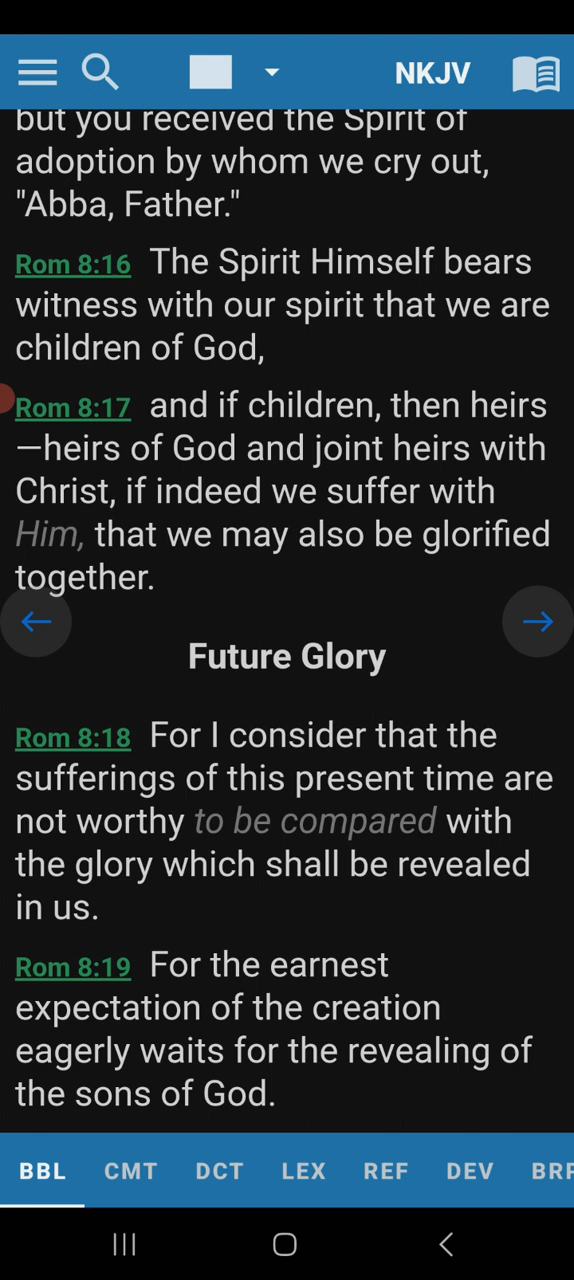 NKJV
but you received the Spirit of
adoption by whom we cry out,
"Abba, Father."
Rom 8:16 The Spirit Himself bears
witness with our spirit that we are
children of God,
Rom 8:17 and if children, then heirs
—heirs of God and joint heirs with
Christ, if indeed we suffer with
Him, that we may also be glorified
together.
Future Glory
Rom 8:18 For I consider that the
sufferings of this present time are
not worthy to be compared with
the glory which shall be revealed
in us.
Rom 8:19 For the earnest
expectation of the creation
eagerly waits for the revealing of
the sons of God.
BBL CMT DCT LEX REF DEV BRP